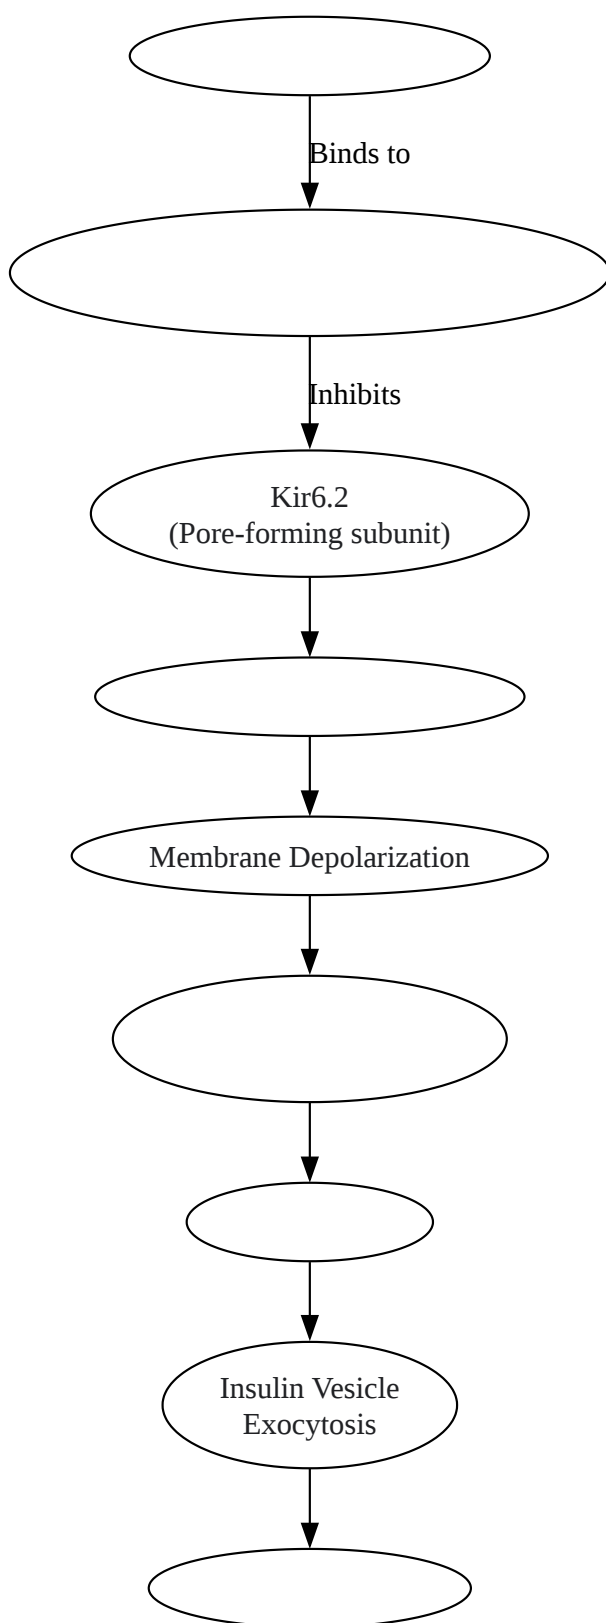 Binds to
Inhibits
Kir6.2
(Pore-forming subunit)
Membrane Depolarization
Insulin Vesicle
Exocytosis